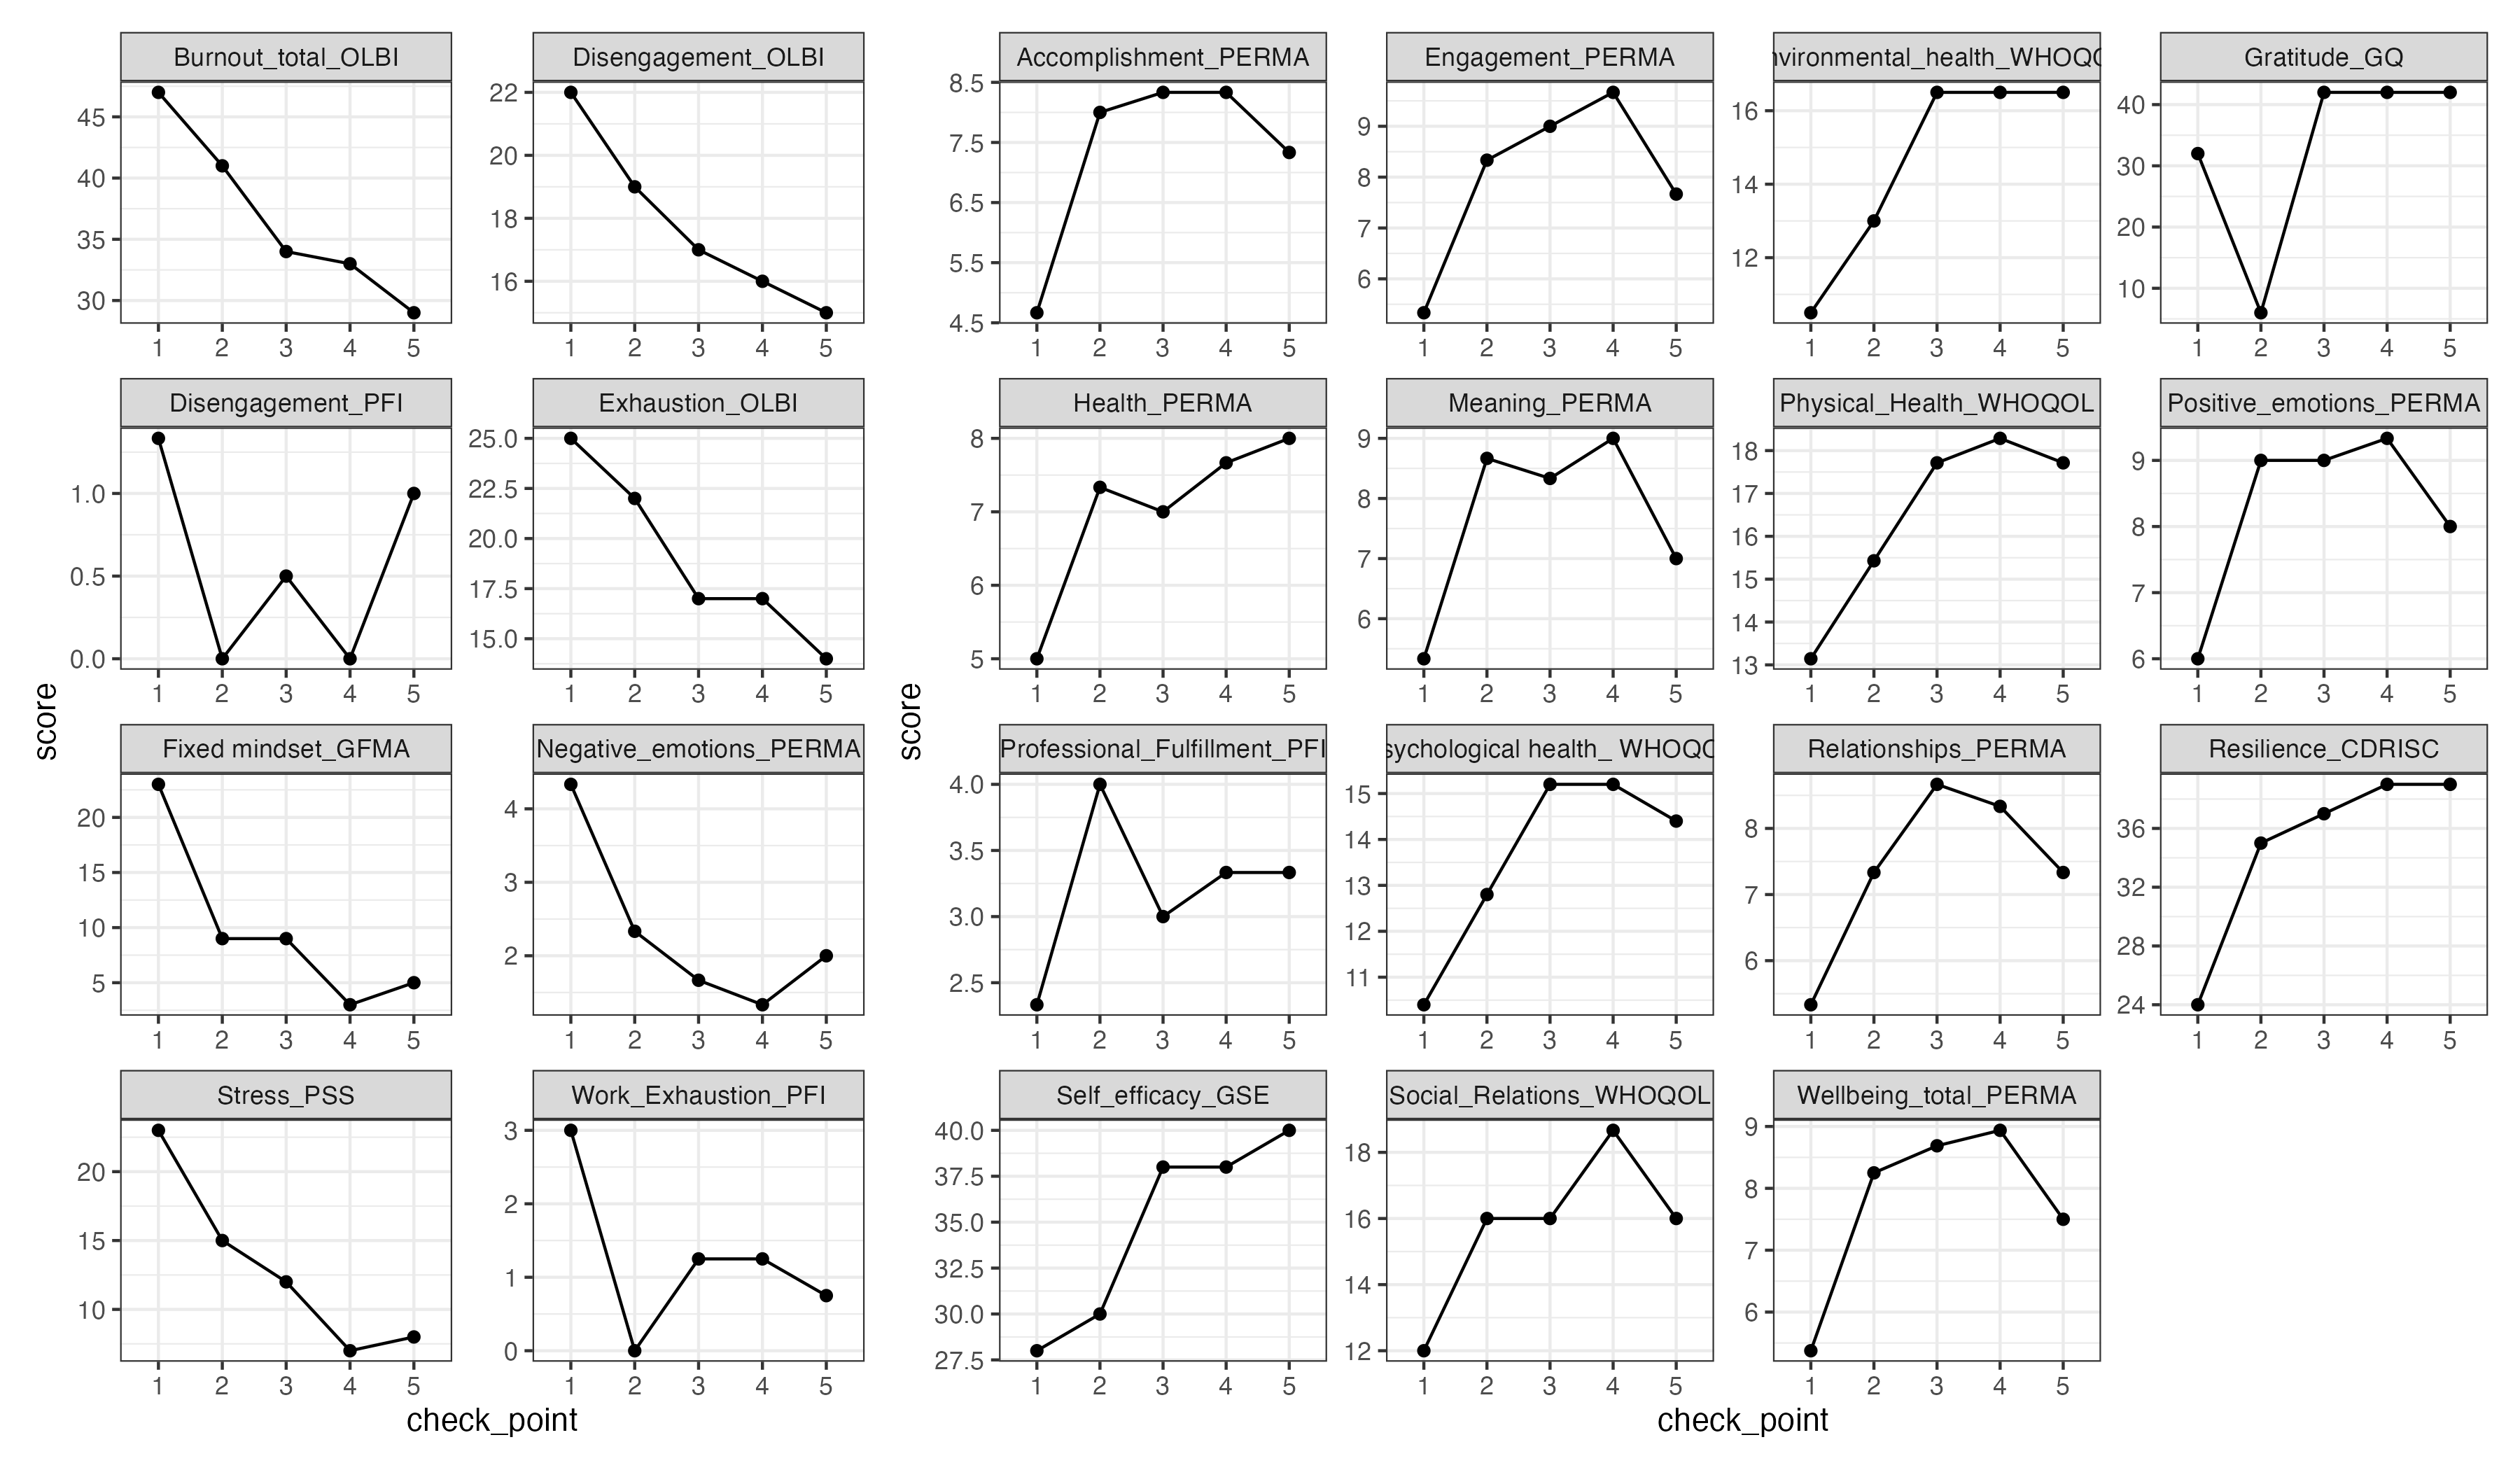 Burnout_total_OLBI
45
40
35
30
1 2 3 4 5
Disengagement_OLBI
22
20
18
16
1 2 3 4 5
Accomplishment_PERMA
8.5
7.5
6.5
5.5
4.5
1 2 3 4 5
Engagement_PERMA
9
8
7
6
1 2 3 4 5
nvironmental_health_WHOQO
16
14
12
1 2 3 4 5
Gratitude_GQ
40
30
20
10
1 2 3 4 5
Disengagement_PFI
1.0
0.5
0.0
1 2 3 4 5
Exhaustion_OLBI
25.0
22.5
20.0
17.5
15.0
1 2 3 4 5
Health_PERMA
8
7
6
5
1 2 3 4 5
Meaning_PERMA
9
8
7
6
1 2 3 4 5
Physical_Health_WHOQOL
18
17
16
15
14
13
1 2 3 4 5
Positive_emotions_PERMA
9
8
7
6
1 2 3 4 5
score
score
Fixed mindset_GFMA
20
15
10
5
1 2 3 4 5
Negative_emotions_PERMA
4
3
2
1 2 3 4 5
Professional_Fulfillment_PFI
4.0
3.5
3.0
2.5
1 2 3 4 5
sychological health_ WHOQO
15
14
13
12
11
1 2 3 4 5
Relationships_PERMA
8
7
6
1 2 3 4 5
Resilience_CDRISC
36
32
28
24
1 2 3 4 5
Stress_PSS
20
15
10
1 2 3 4 5
Work_Exhaustion_PFI
3
2
1
0
1 2 3 4 5
Self_efficacy_GSE
40.0
37.5
35.0
32.5
30.0
27.5
1 2 3 4 5
Social_Relations_WHOQOL
18
16
14
12
1 2 3 4 5
Wellbeing_total_PERMA
9
8
7
6
1 2 3 4 5
check_point
check_point